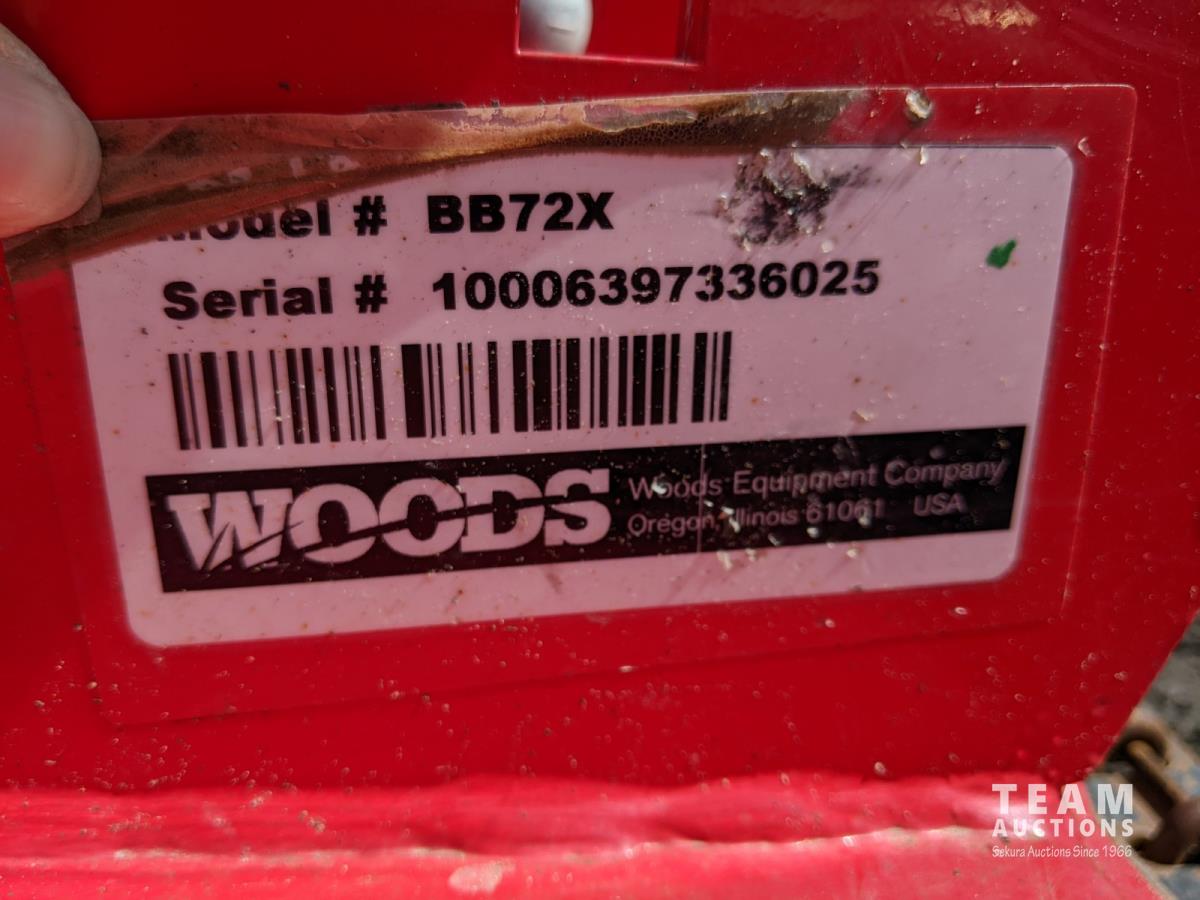 Model # BB72X
Serial # 10006397336025
WOODS
Woods Equipment Company
Oregon, Illinois 61061 USA
TEAM
AUCTIONS
Sekura Auctions Since 1966